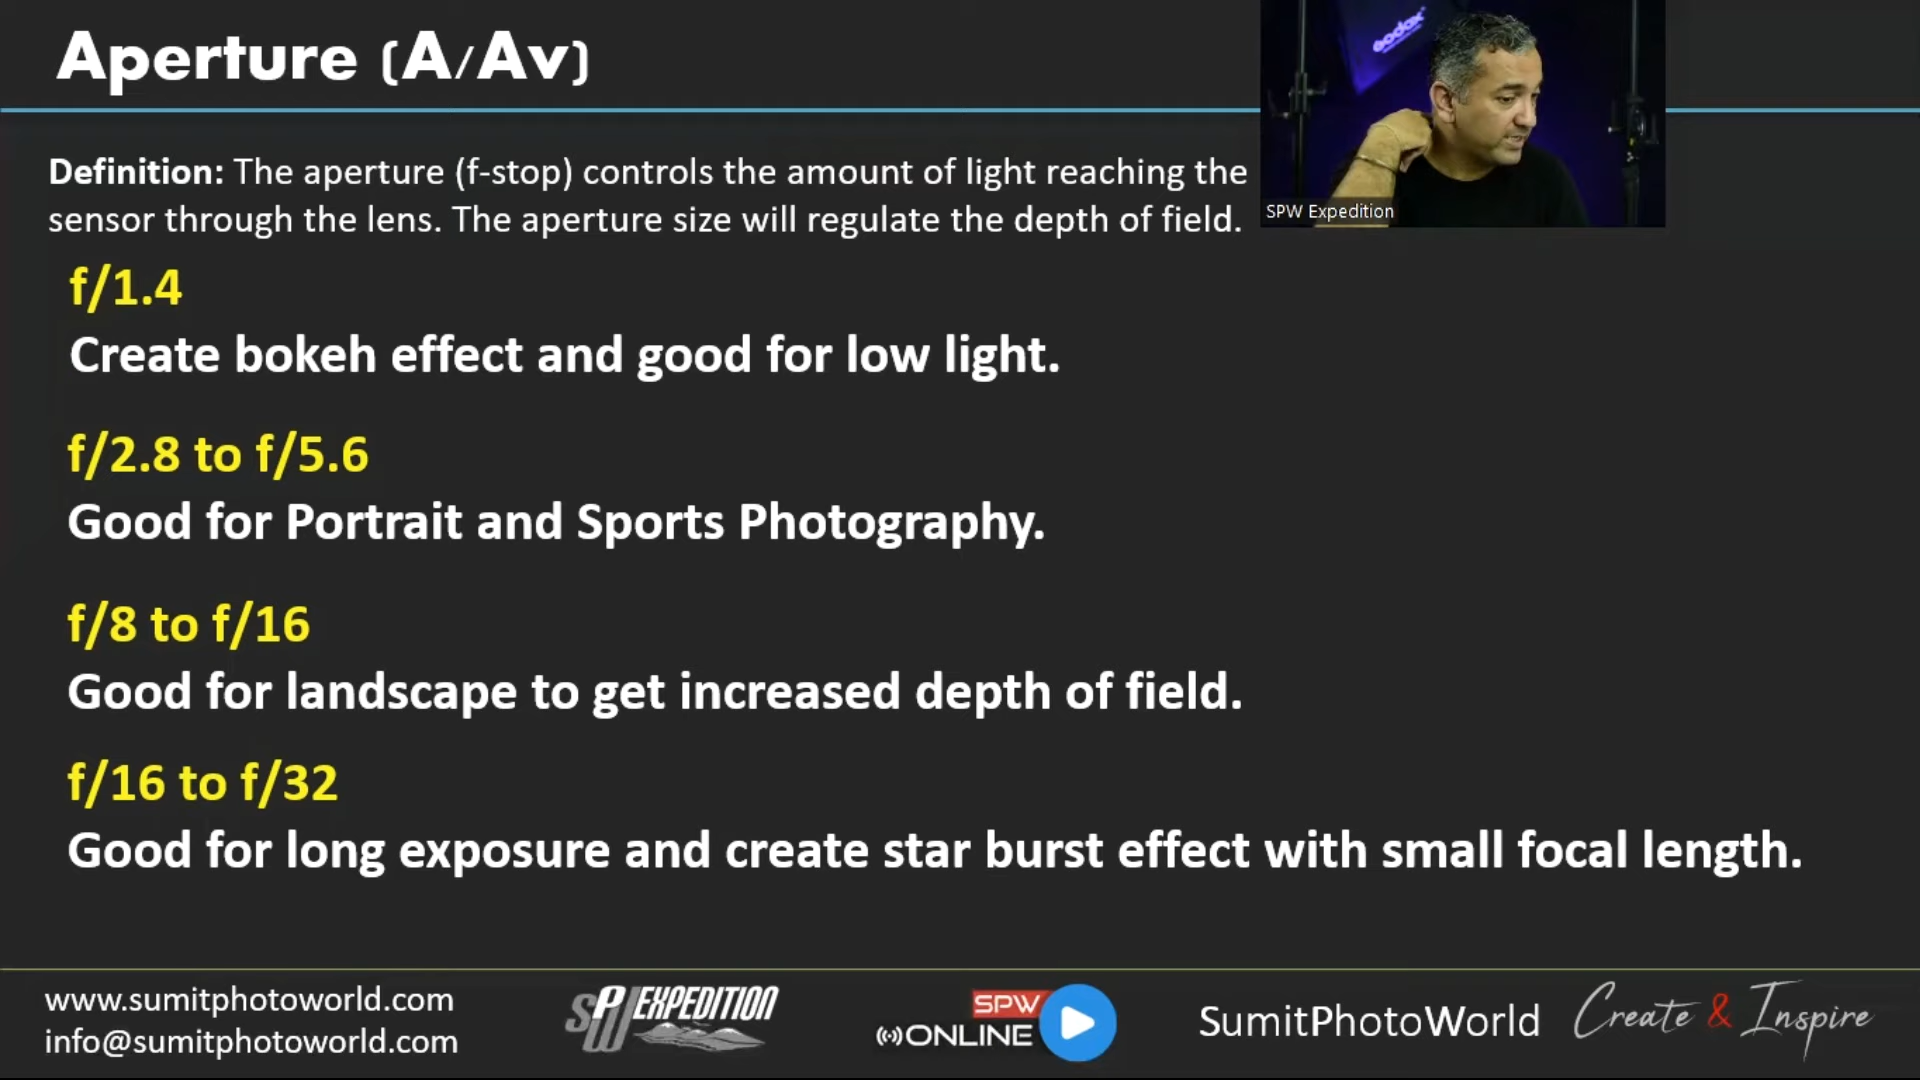 Aperture (A/Av)
Godox
SPW Expedition
Definition: The aperture (f-stop) controls the amount of light reaching the
sensor through the lens. The aperture size will regulate the depth of field.
f/1.4
Create bokeh effect and good for low light.
f/2.8 to f/5.6
Good for Portrait and Sports Photography.
f/8 to f/16
Good for landscape to get increased depth of field.
f/16 to f/32
Good for long exposure and create star burst effect with small focal length.
www.sumitphotoworld.com
info@sumitphotoworld.com
SPW EXPEDITION
SPW
ONLINE
SumitPhotoWorld
Create & Inspire